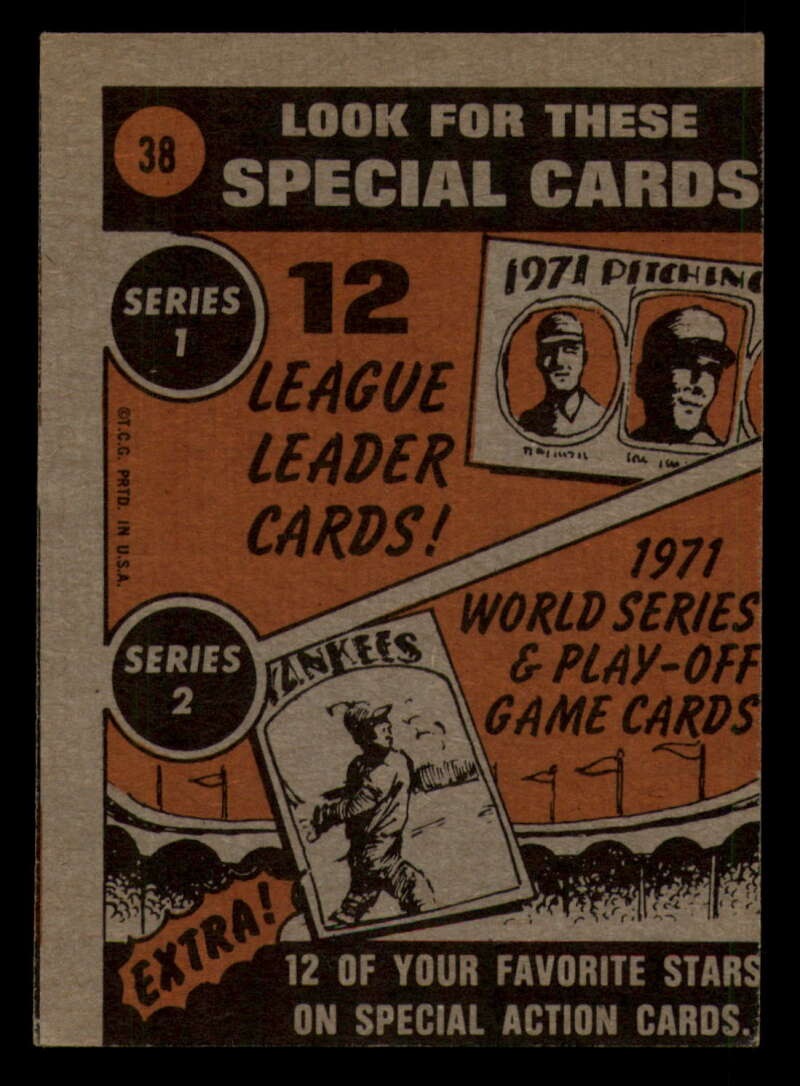 38
LOOK FOR THESE
SPECIAL CARDS
SERIES
1
12
LEAGUE
LEADER
CARDS!
1971 PITCHING
©T.C.G. PRTD. IN U.S.A.
1971
WORLD SERIES
& PLAY-OFF
GAME CARDS
SERIES
2
YANKEES
EXTRA!
12 OF YOUR FAVORITE STARS
ON SPECIAL ACTION CARDS.